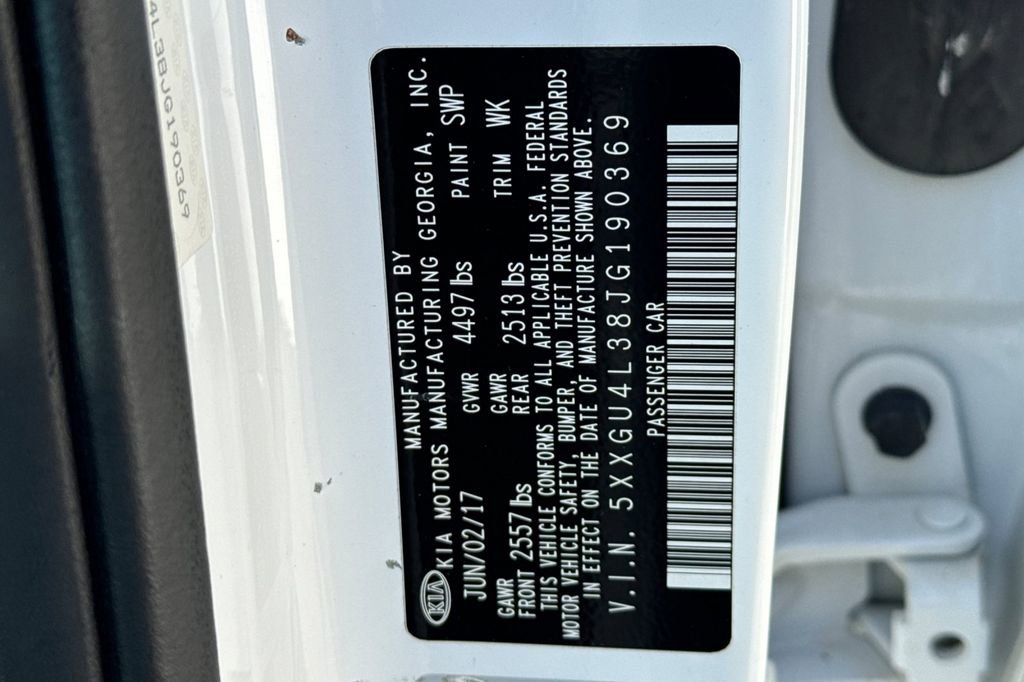 KIA
MANUFACTURED BY
KIA MOTORS MANUFACTURING GEORGIA, INC.
JUN/02/17 GVWR 4497 lbs PAINT SWP
GAWR FRONT 2557 lbs GAWR REAR 2513 lbs TRIM WK
THIS VEHICLE CONFORMS TO ALL APPLICABLE U.S.A. FEDERAL
MOTOR VEHICLE SAFETY, BUMPER, AND THEFT PREVENTION STANDARDS
IN EFFECT ON THE DATE OF MANUFACTURE SHOWN ABOVE.
V.I.N. 5XXGU4L38JG190369
PASSENGER CAR
4L38JG190369